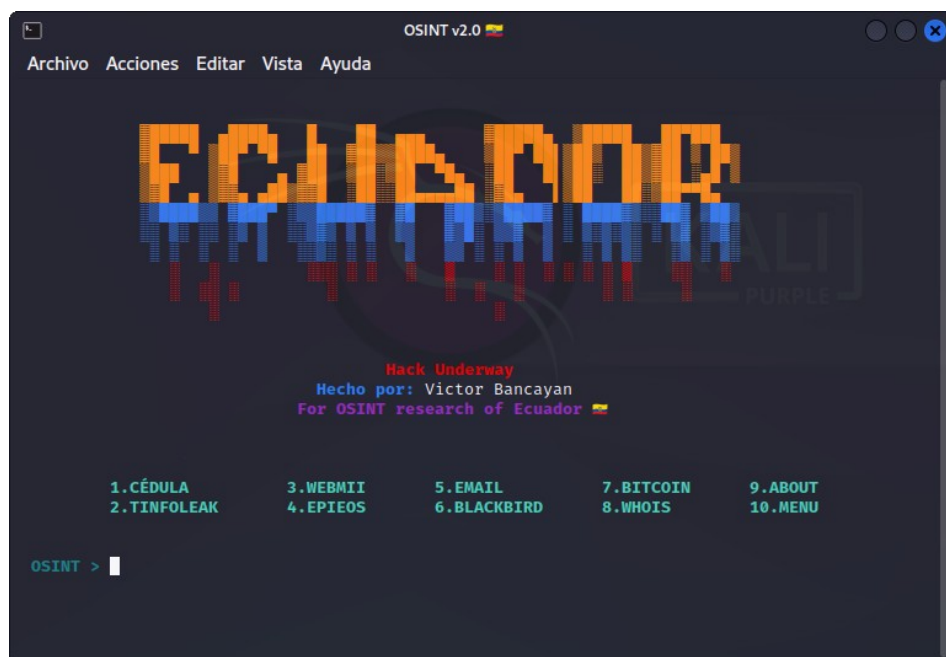 OSINT v2.0
Archivo Acciones Editar Vista Ayuda
ECUADOR
KALI
PURPLE
Hack Underway
Hecho por: Victor Bancayan
For OSINT research of Ecuador
1.CÉDULA 3.WEBMII 5.EMAIL 7.BITCOIN 9.ABOUT
2.TINFOLEAK 4.EPIEOS 6.BLACKBIRD 8.WHOIS 10.MENU
OSINT >